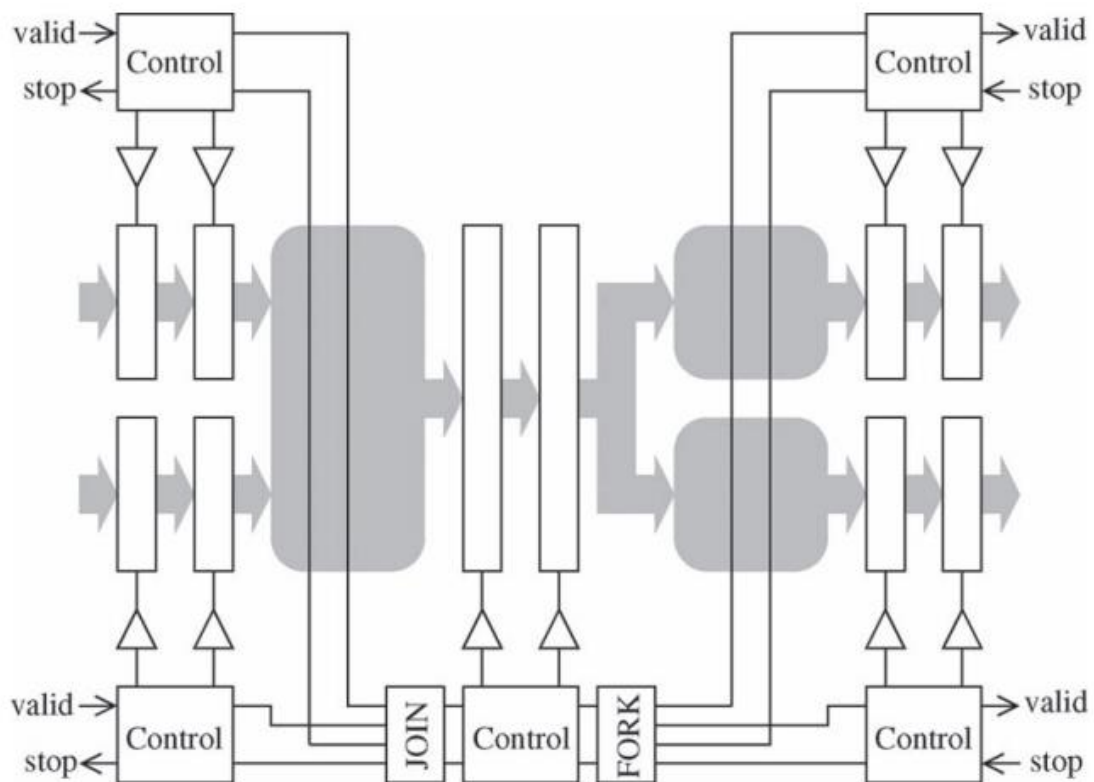 valid
Control
stop
valid
Control
stop
valid
Control
stop
JOIN
Control
FORK
valid
Control
stop